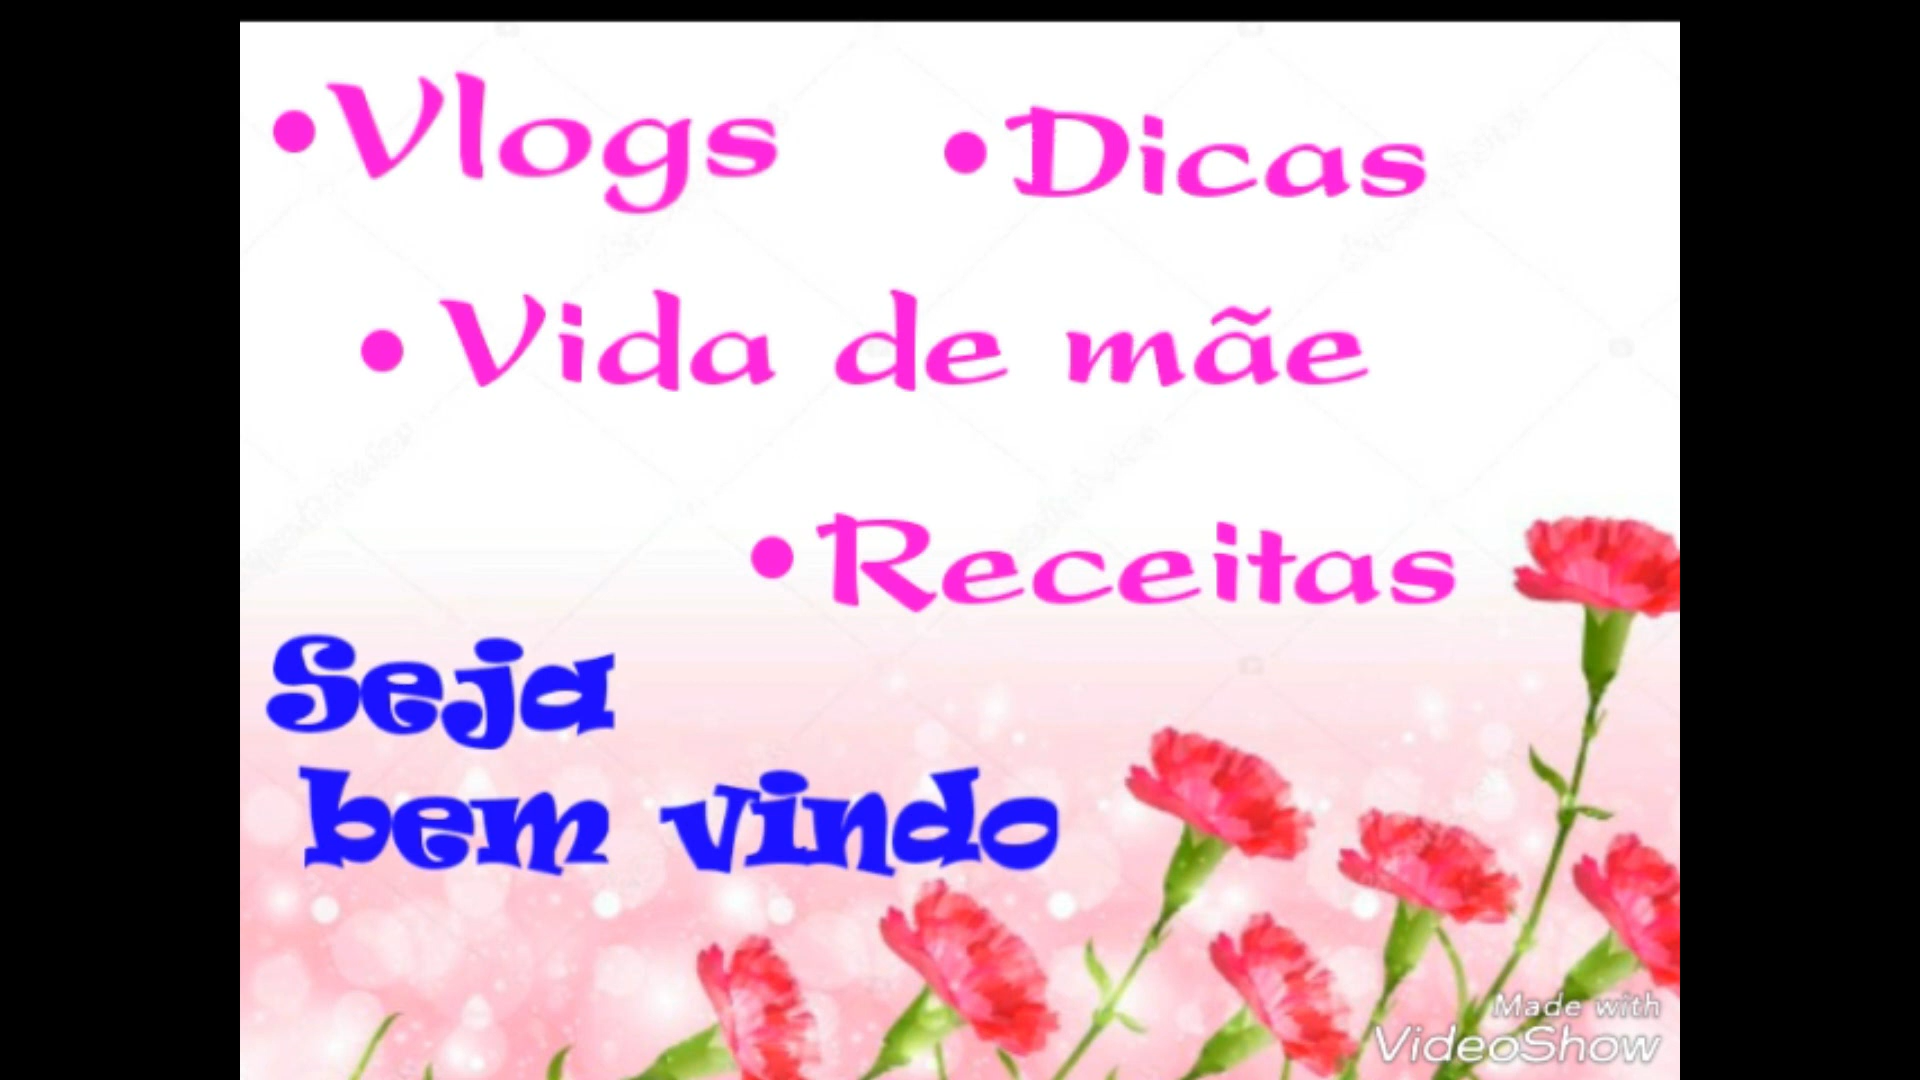 •Vlogs •Dicas
• Vida de mãe
•Receitas
Seja
bem vindo
Made with
VideoShow